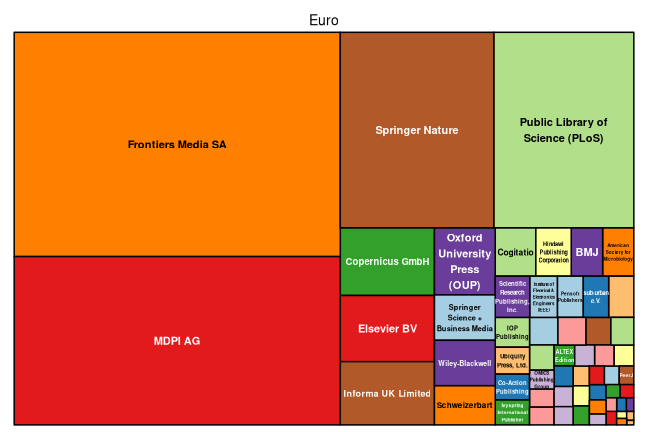 Euro
Frontiers Media SA
MDPI AG
Springer Nature
Public Library of
Science (PLoS)
Copernicus GmbH
Elsevier BV
Informa UK Limited
Oxford
University
Press
(OUP)
Springer
Science +
Business Media
Wiley-Blackwell
Schweizerbart
Cogitatio
Hindawi
Publishing
Corporation
BMJ
American
Society for
Microbiology
Scientific
Research
Publishing,
Inc.
Institute of
Electrical &
Electronics
Engineers
(IEEE)
Pensoft
Publishers
suburban
e.V.
IOP
Publishing
Ubiquity
Press, Ltd.
Co-Action
Publishing
Ivyspring
International
Publisher
ALTEX
Edition
OMICS
Publishing
Group
PeerJ